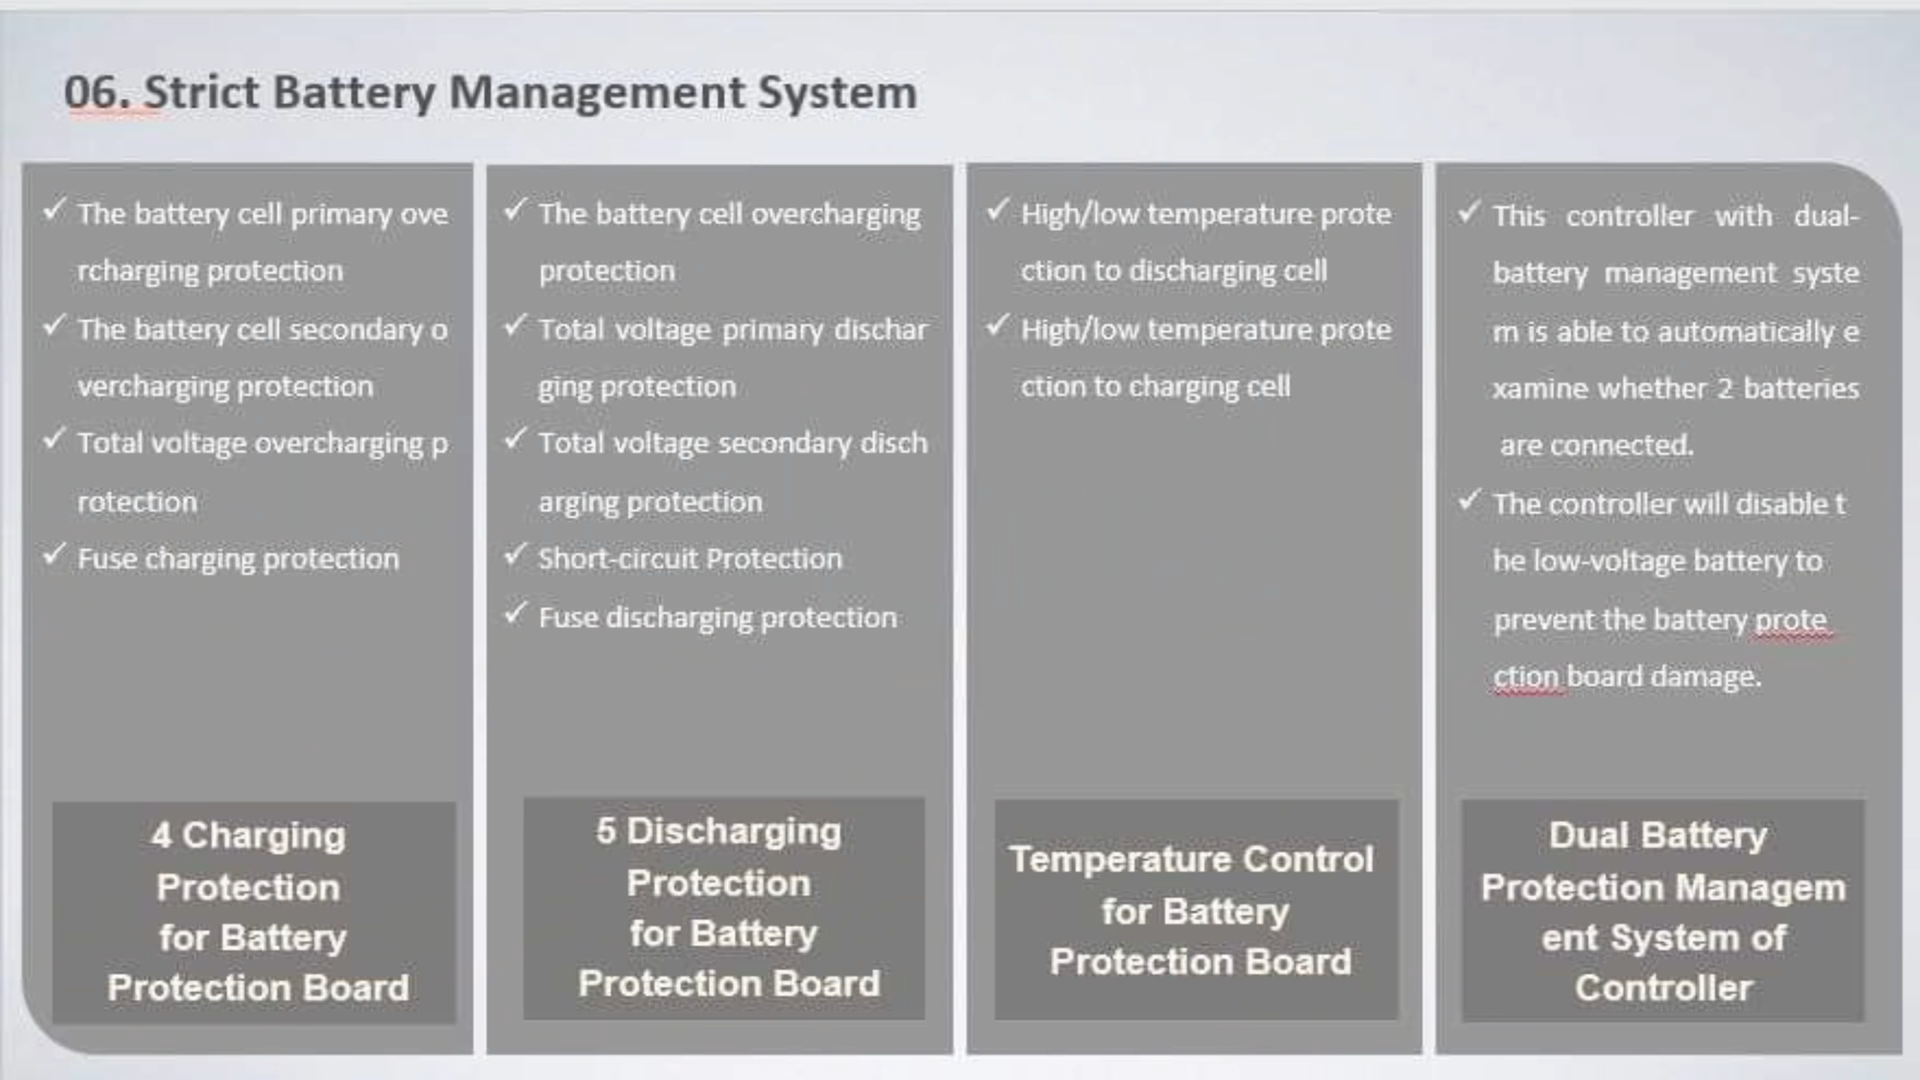 06. Strict Battery Management System
✓ The battery cell primary ove
rcharging protection
✓ The battery cell secondary o
vercharging protection
✓ Total voltage overcharging p
rotection
✓ Fuse charging protection
4 Charging
Protection
for Battery
Protection Board
✓ The battery cell overcharging
protection
✓ Total voltage primary dischar
ging protection
✓ Total voltage secondary disch
arging protection
✓ Short-circuit Protection
✓ Fuse discharging protection
5 Discharging
Protection
for Battery
Protection Board
✓ High/low temperature prote
ction to discharging cell
✓ High/low temperature prote
ction to charging cell
Temperature Control
for Battery
Protection Board
✓ This controller with dual-
battery management syste
m is able to automatically e
xamine whether 2 batteries
are connected.
✓ The controller will disable t
he low-voltage battery to
prevent the battery prote
ction board damage.
Dual Battery
Protection Managem
ent System of
Controller